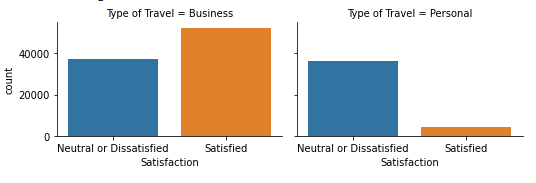 Type of Travel = Business
Type of Travel = Personal
count
40000
20000
0
Neutral or Dissatisfied
Satisfied
Neutral or Dissatisfied
Satisfied
Satisfaction
Satisfaction